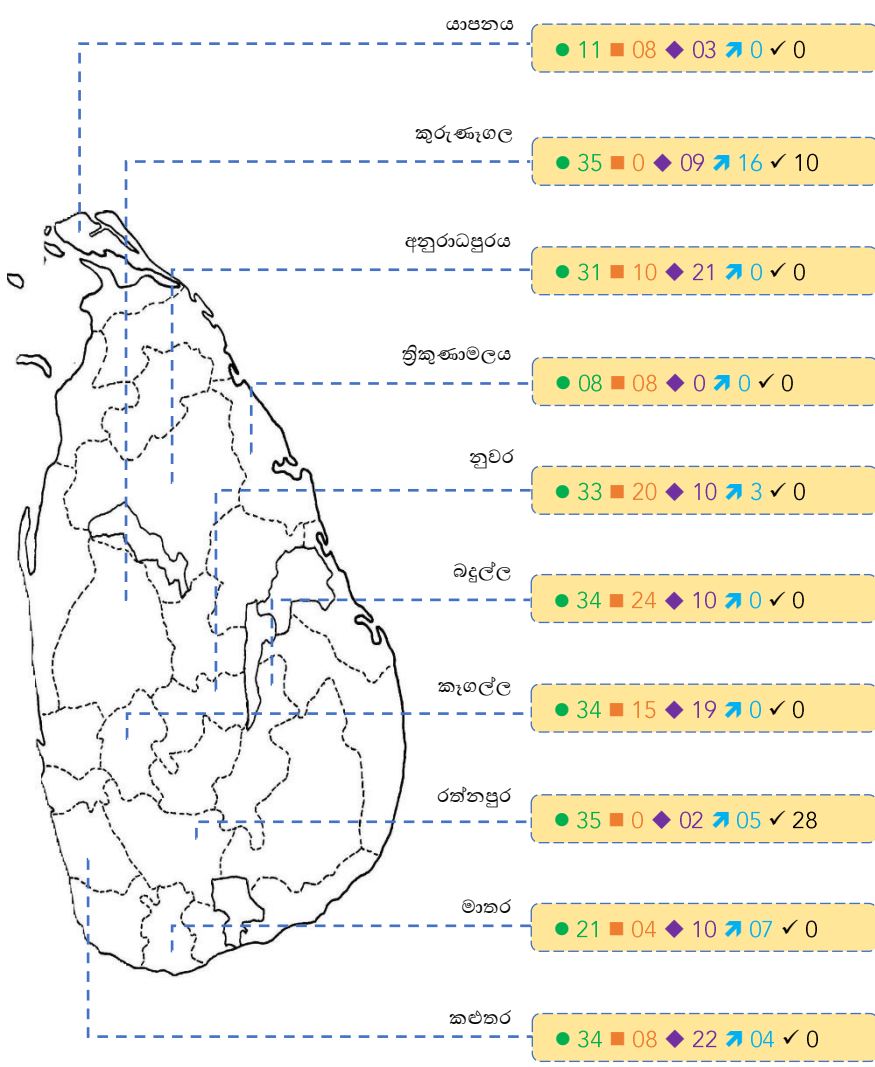 යාපනය
● 11 ■ 08 ◆ 03 🡽 0 ✓ 0
කුරුණෑගල
● 35 ■ 0 ◆ 09 🡽 16 ✓ 10
අනුරාධපුරය
● 31 ■ 10 ◆ 21 🡽 0 ✓ 0
ත්‍රිකුණාමලය
● 08 ■ 08 ◆ 0 🡽 0 ✓ 0
නුවර
● 33 ■ 20 ◆ 10 🡽 3 ✓ 0
බදුල්ල
● 34 ■ 24 ◆ 10 🡽 0 ✓ 0
කෑගල්ල
● 34 ■ 15 ◆ 19 🡽 0 ✓ 0
රත්නපුර
● 35 ■ 0 ◆ 02 🡽 05 ✓ 28
මාතර
● 21 ■ 04 ◆ 10 🡽 07 ✓ 0
කළුතර
● 34 ■ 08 ◆ 22 🡽 04 ✓ 0